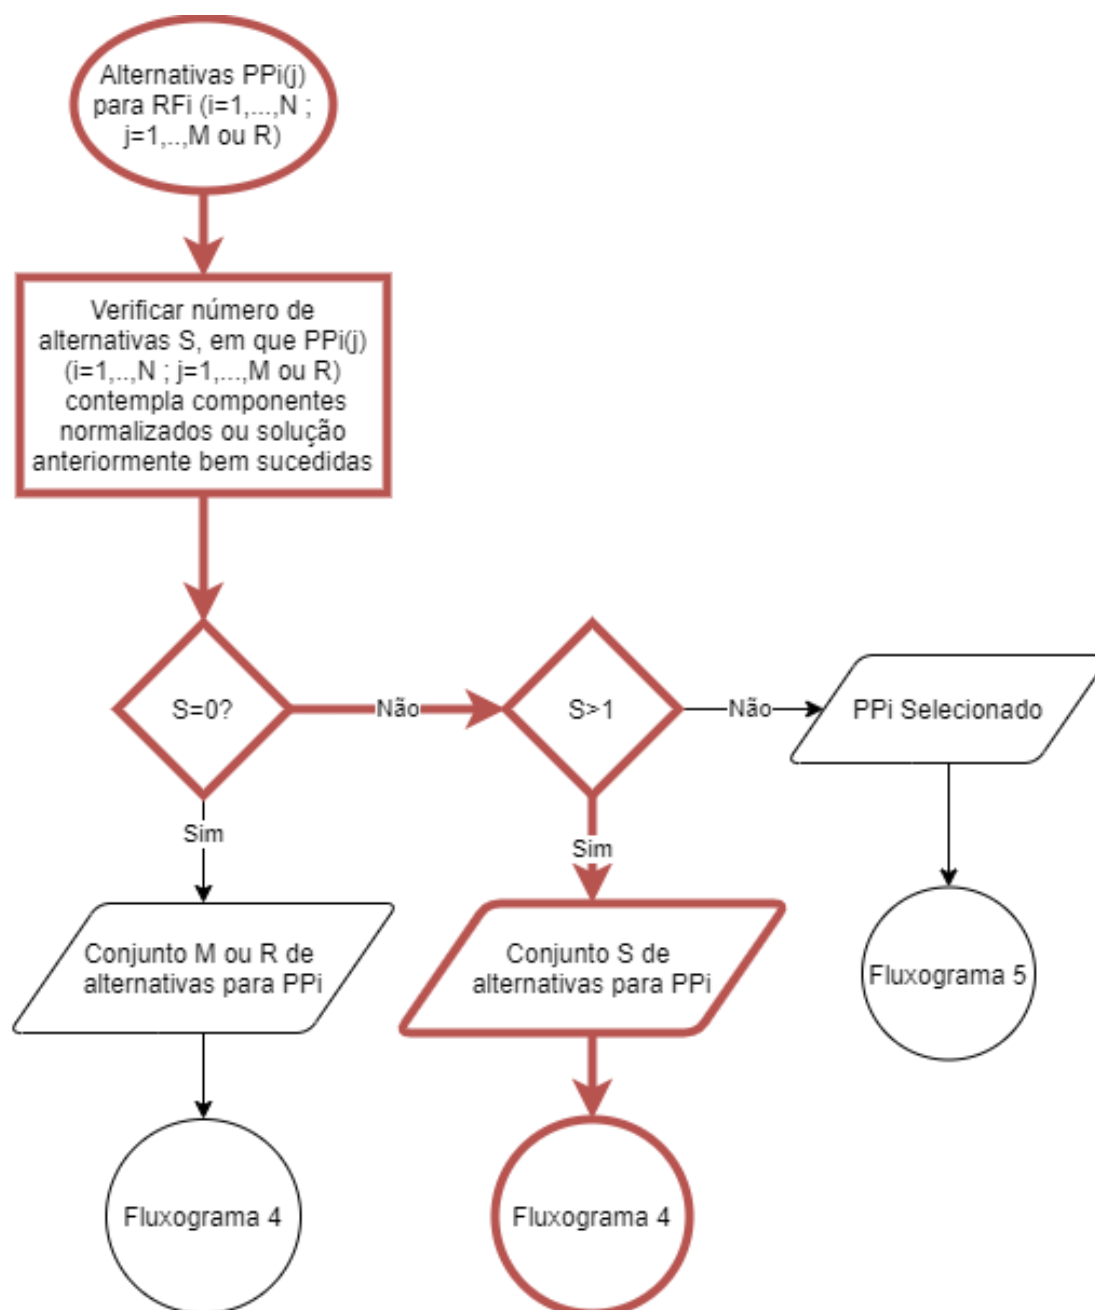 Alternativas PPi(j)
para RFi (i=1,...,N ;
j=1,..,M ou R)
Verificar número de
alternativas S, em que PPi(j)
(i=1,..,N ; j=1,...,M ou R)
contempla componentes
normalizados ou solução
anteriormente bem sucedidas
S=0?
Não
S>1
Não
PPi Selecionado
Sim
Sim
Conjunto M ou R de
alternativas para PPi
Conjunto S de
alternativas para PPi
Fluxograma 5
Fluxograma 4
Fluxograma 4